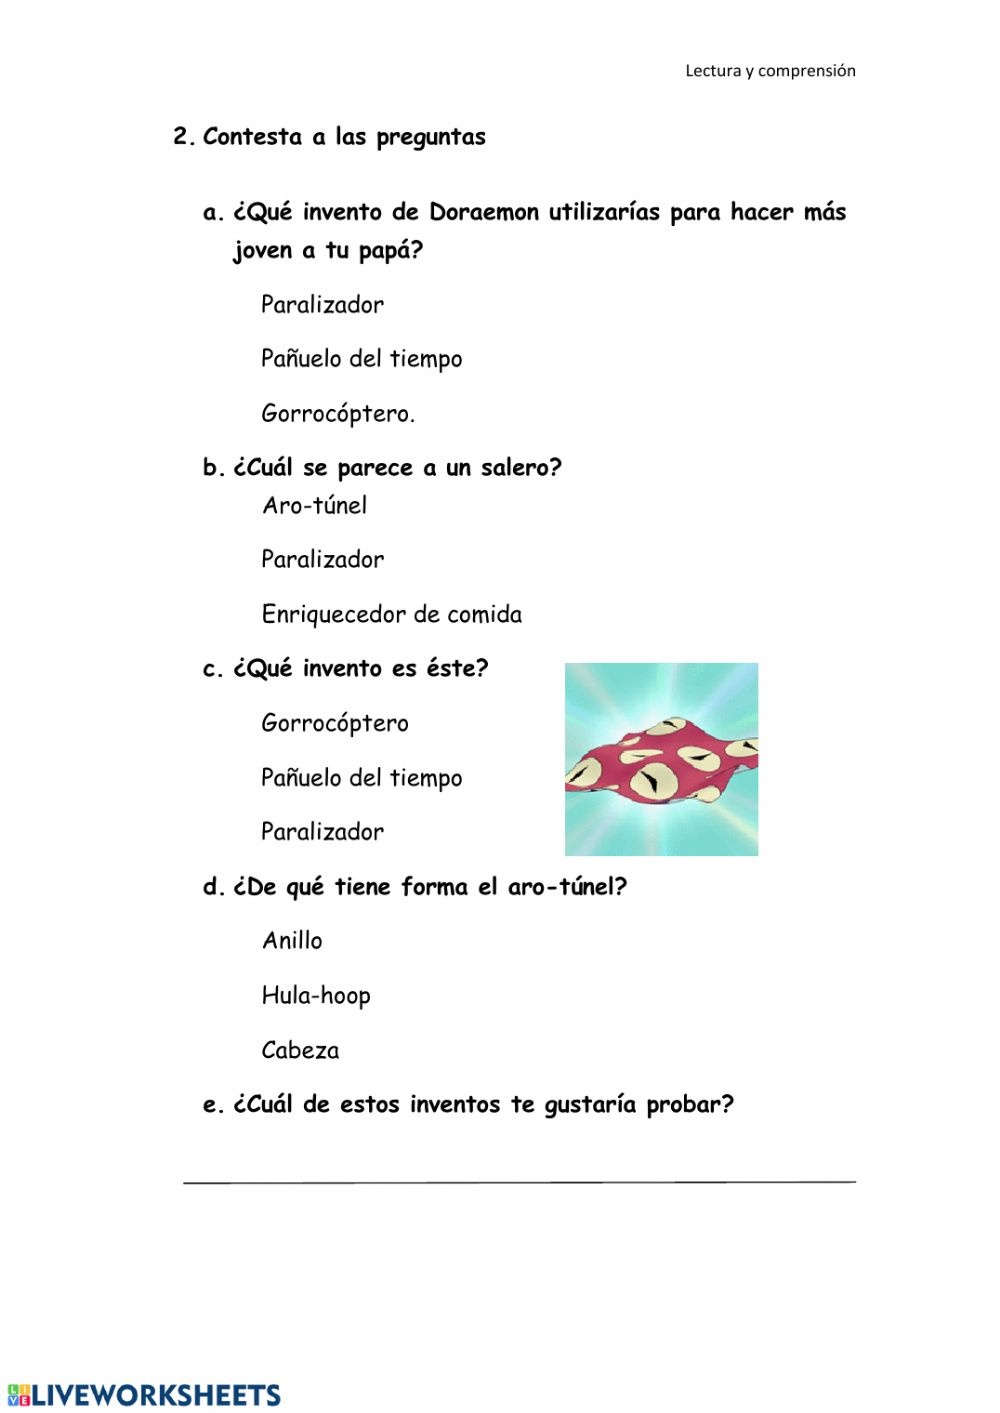 Lectura y comprensión
2. Contesta a las preguntas
a. ¿Qué invento de Doraemon utilizarías para hacer más
joven a tu papá?
Paralizador
Pañuelo del tiempo
Gorrocóptero.
b. ¿Cuál se parece a un salero?
Aro-túnel
Paralizador
Enriquecedor de comida
c. ¿Qué invento es éste?
Gorrocóptero
Pañuelo del tiempo
Paralizador
d. ¿De qué tiene forma el aro-túnel?
Anillo
Hula-hoop
Cabeza
e. ¿Cuál de estos inventos te gustaría probar?
LIVE LIVEWORKSHEETS